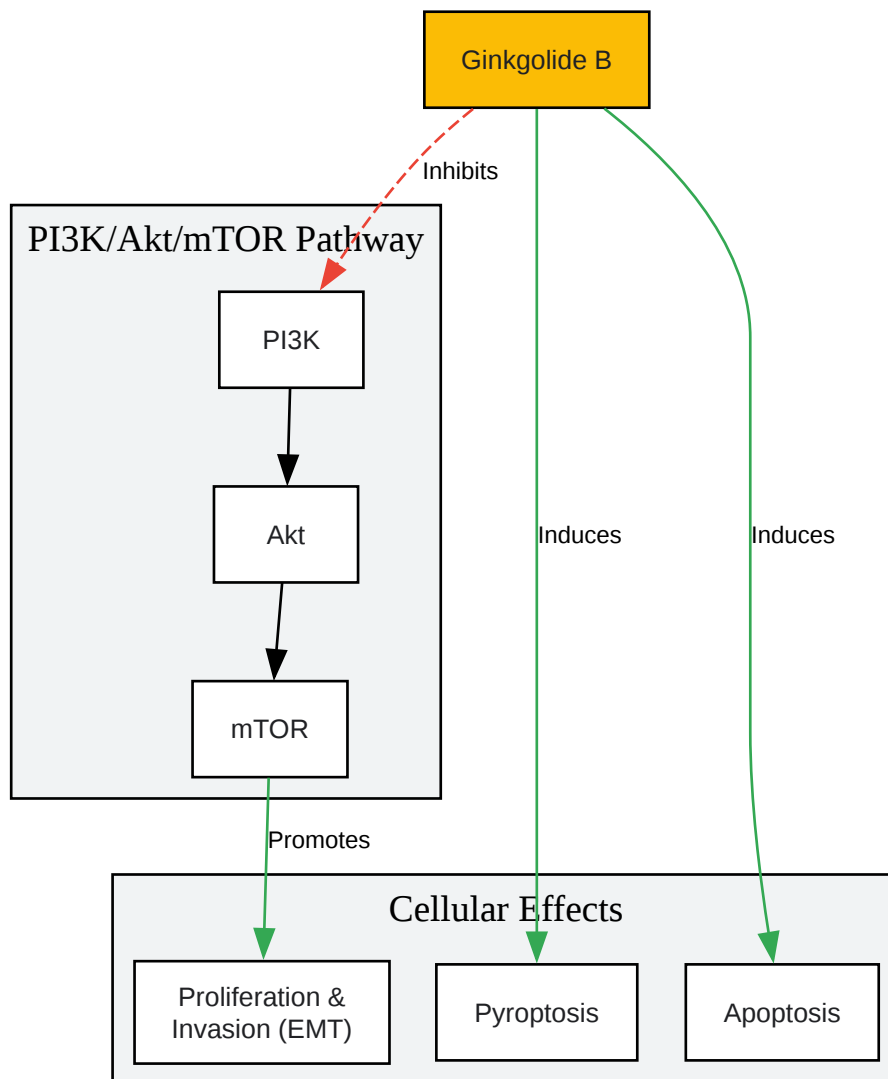 Ginkgolide B
Inhibits
PI3K/Akt/mTOR Pathway
PI3K
Akt
Induces
Induces
mTOR
Promotes
Cellular Effects
Proliferation &
Invasion (EMT)
Pyroptosis
Apoptosis